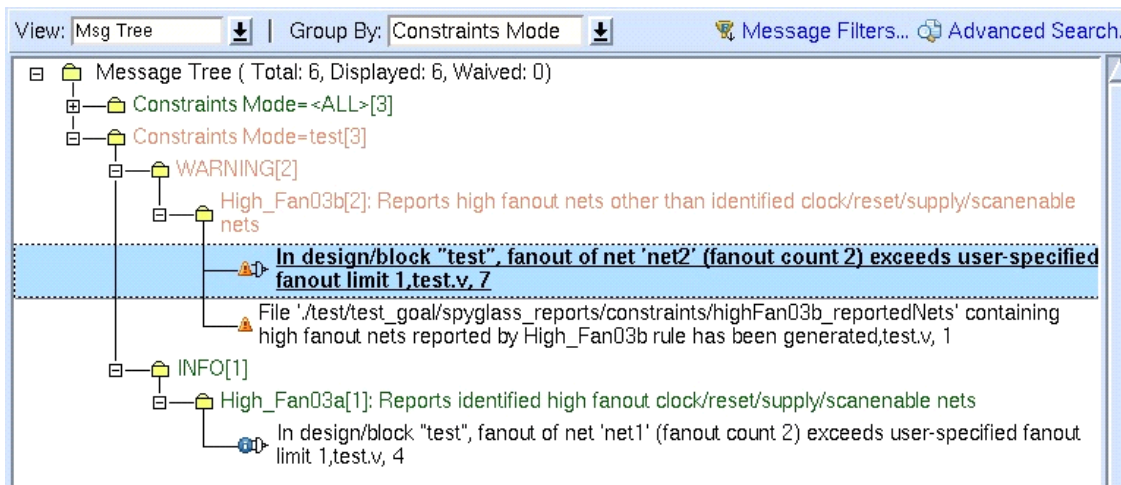 View: Msg Tree | Group By: Constraints Mode Message Filters... Advanced Search.
Message Tree ( Total: 6, Displayed: 6, Waived: 0)
Constraints Mode=<ALL>[3]
Constraints Mode=test[3]
WARNING[2]
High_Fan03b[2]: Reports high fanout nets other than identified clock/reset/supply/scanenable
nets
In design/block "test", fanout of net 'net2' (fanout count 2) exceeds user-specified
fanout limit 1,test.v, 7
File './test/test_goal/spyglass_reports/constraints/highFan03b_reportedNets' containing
high fanout nets reported by High_Fan03b rule has been generated,test.v, 1
INFO[1]
High_Fan03a[1]: Reports identified high fanout clock/reset/supply/scanenable nets
In design/block "test", fanout of net 'net1' (fanout count 2) exceeds user-specified fanout
limit 1,test.v, 4